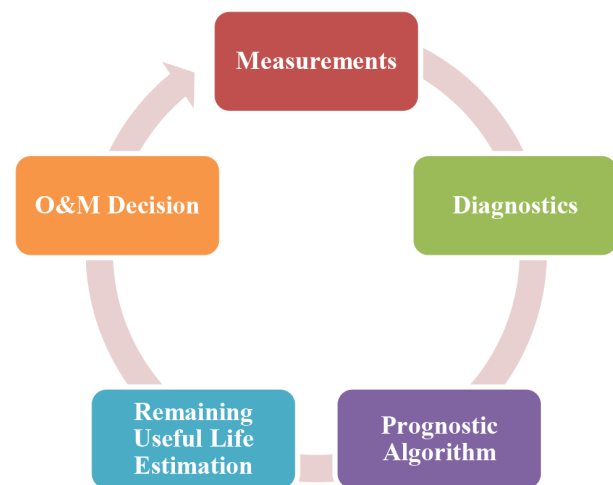 Measurements
Diagnostics
Prognostic
Algorithm
Remaining
Useful Life
Estimation
O&M Decision